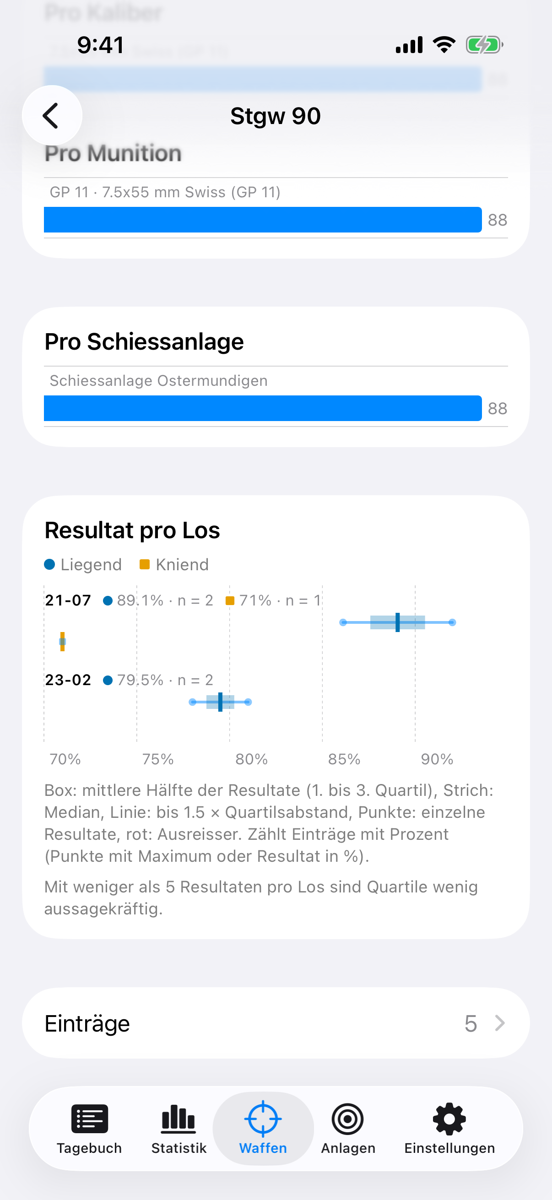 Pro Kaliber
9:41
Stgw 90
Pro Munition
GP 11 · 7.5x55 mm Swiss (GP 11)
88
Pro Schiessanlage
Schiessanlage Ostermundigen
88
Resultat pro Los
Liegend Kniend
21-07 89.1% · n = 2 71% · n = 1
23-02 79.5% · n = 2
70% 75% 80% 85% 90%
Box: mittlere Hälfte der Resultate (1. bis 3. Quartil), Strich:
Median, Linie: bis 1.5 × Quartilsabstand, Punkte: einzelne
Resultate, rot: Ausreisser. Zählt Einträge mit Prozent
(Punkte mit Maximum oder Resultat in %).
Mit weniger als 5 Resultaten pro Los sind Quartile wenig
aussagekräftig.
Einträge 5
Tagebuch Statistik Waffen Anlagen Einstellungen